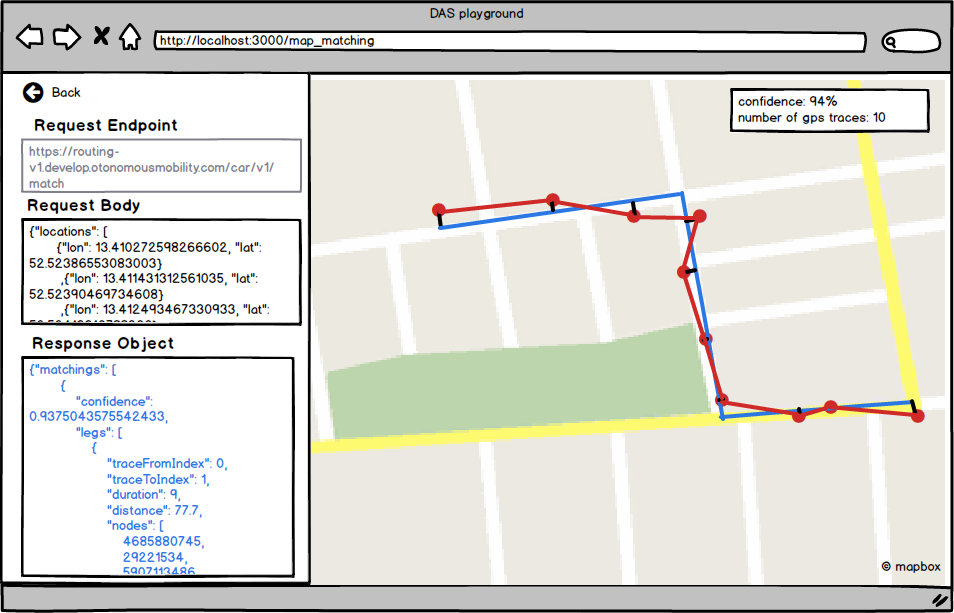 DAS playground
http://localhost:3000/map_matching
Back
Request Endpoint
https://routing-
v1.develop.otonomousmobility.com/car/v1/
match
Request Body
{"locations": [
{"lon": 13.410272598266602, "lat":
52.52386553083003}
,{"lon": 13.411431312561035, "lat":
52.52390469734608}
,{"lon": 13.412493467330933, "lat":
Response Object
{"matchings": [
{
"confidence":
0.9375043575542433,
"legs": [
{
"traceFromIndex": 0,
"traceToIndex": 1,
"duration": 9,
"distance": 77.7,
"nodes": [
4685880745,
29221534,
5907113486
confidence: 94%
number of gps traces: 10
© mapbox